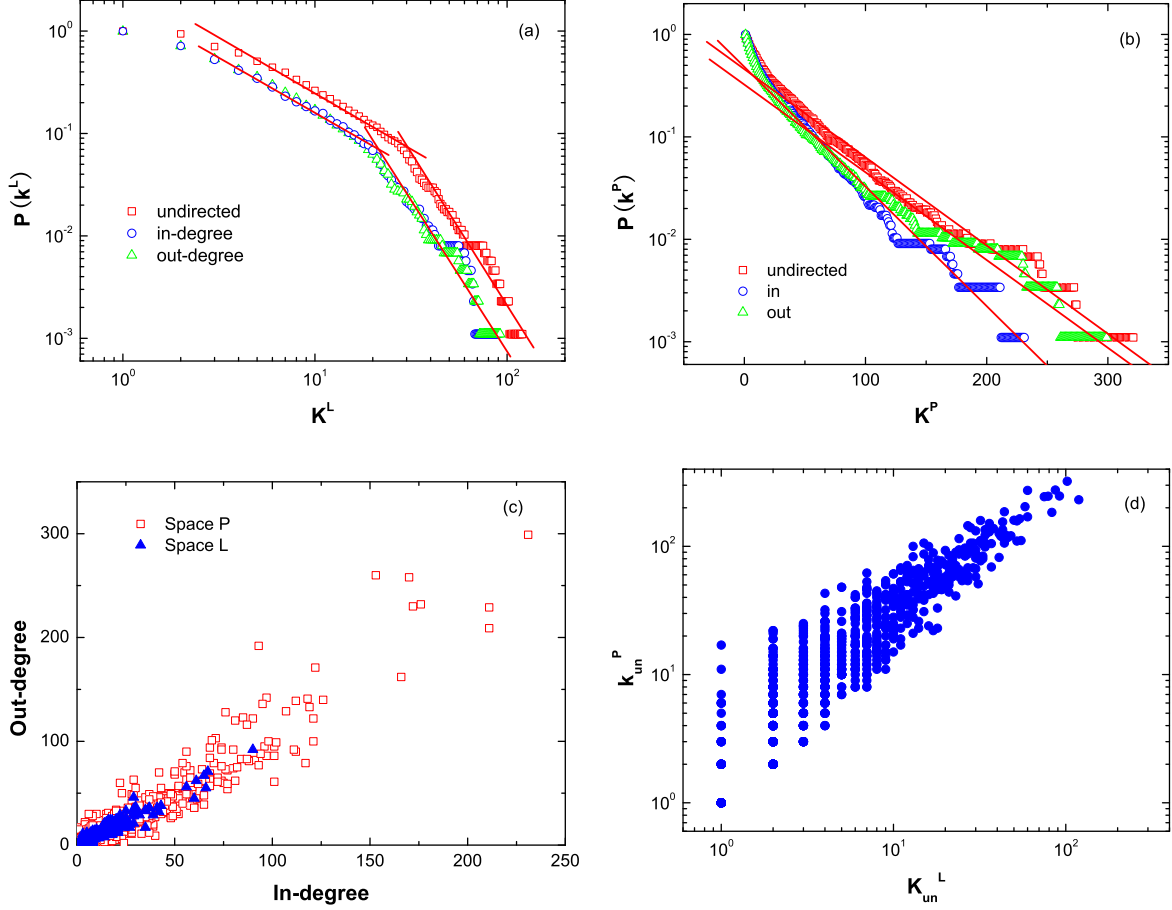 (a)
10^0
10^-1
10^-2
10^-3
P(k^L)
undirected
in-degree
out-degree
10^0 10^1 10^2
K^L
(b)
10^0
10^-1
10^-2
10^-3
P(k^P)
undirected
in
out
0 100 200 300
K^P
(c)
300
200
100
0
Out-degree
Space P
Space L
0 50 100 150 200 250
In-degree
(d)
10^2
10^1
10^0
k_un^P
10^0 10^1 10^2
K_un^L